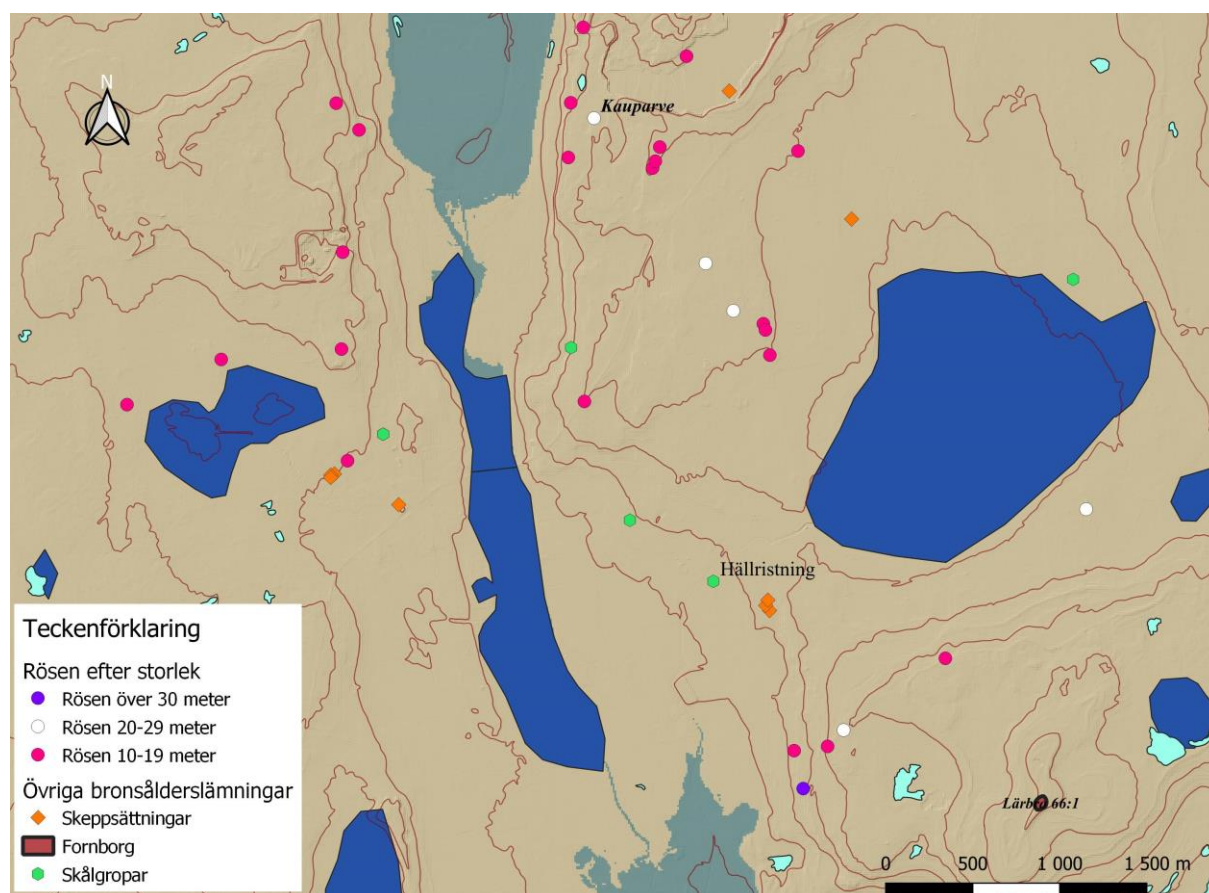 N
Kauparve
Hällristning
Lärbro 66:1
Teckenförklaring
Rösen efter storlek
Rösen över 30 meter
Rösen 20-29 meter
Rösen 10-19 meter
Övriga bronsålderslämningar
Skeppsättningar
Fornborg
Skålgropar
0 500 1 000 1 500 m